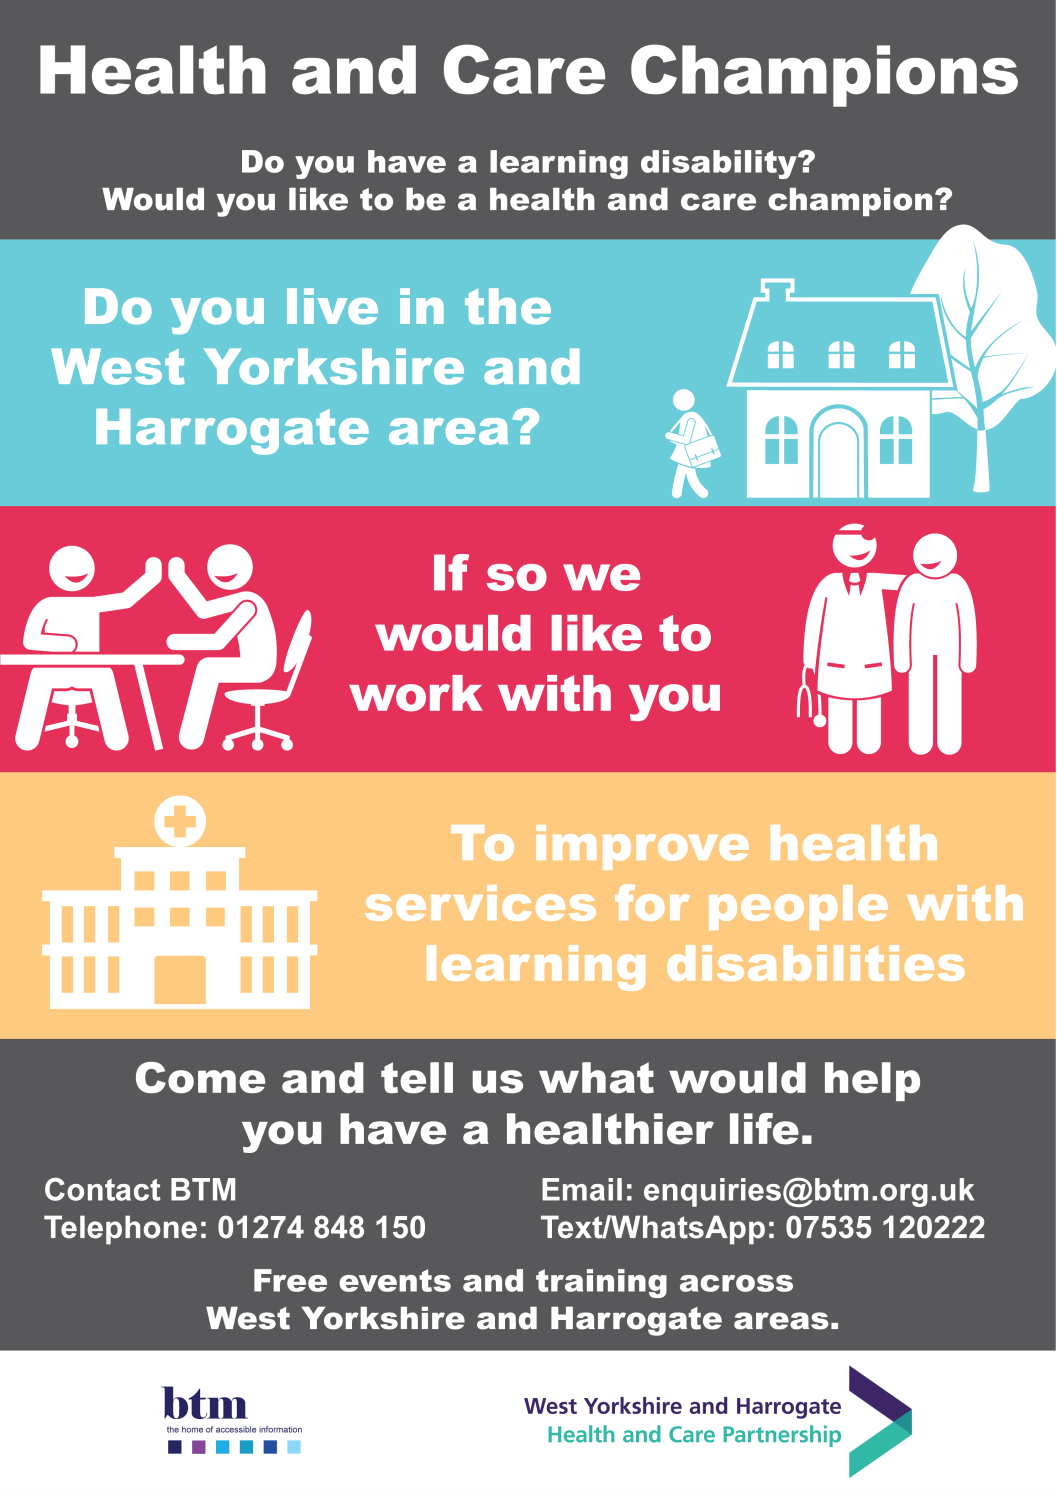 Health and Care Champions
Do you have a learning disability?
Would you like to be a health and care champion?
Do you live in the
West Yorkshire and
Harrogate area?
If so we
would like to
work with you
To improve health
services for people with
learning disabilities
Come and tell us what would help
you have a healthier life.
Contact BTM
Telephone: 01274 848 150
Email: enquiries@btm.org.uk
Text/WhatsApp: 07535 120222
Free events and training across
West Yorkshire and Harrogate areas.
btm
the home of accessible information
West Yorkshire and Harrogate
Health and Care Partnership